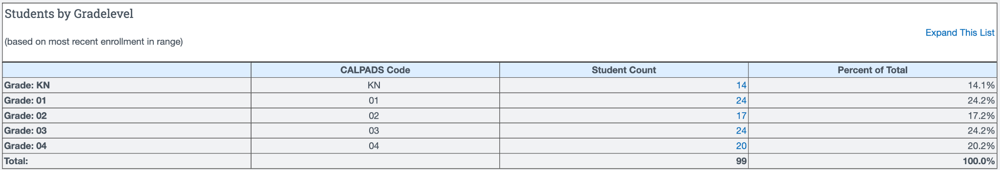 Students by Gradelevel
Expand This List
(based on most recent enrollment in range)
CALPADS Code Student Count Percent of Total
Grade: KN KN 14 14.1%
Grade: 01 01 24 24.2%
Grade: 02 02 17 17.2%
Grade: 03 03 24 24.2%
Grade: 04 04 20 20.2%
Total: 99 100.0%